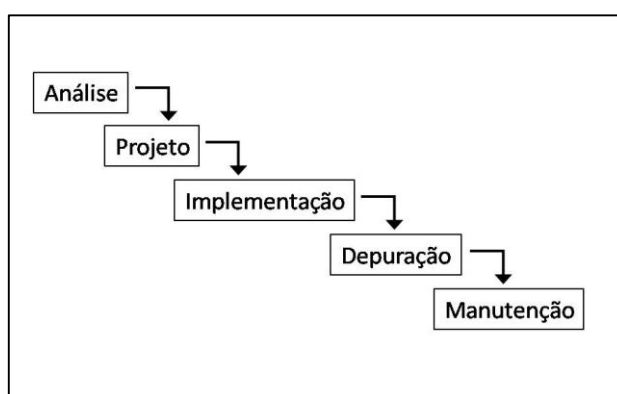 Análise
Projeto
Implementação
Depuração
Manutenção